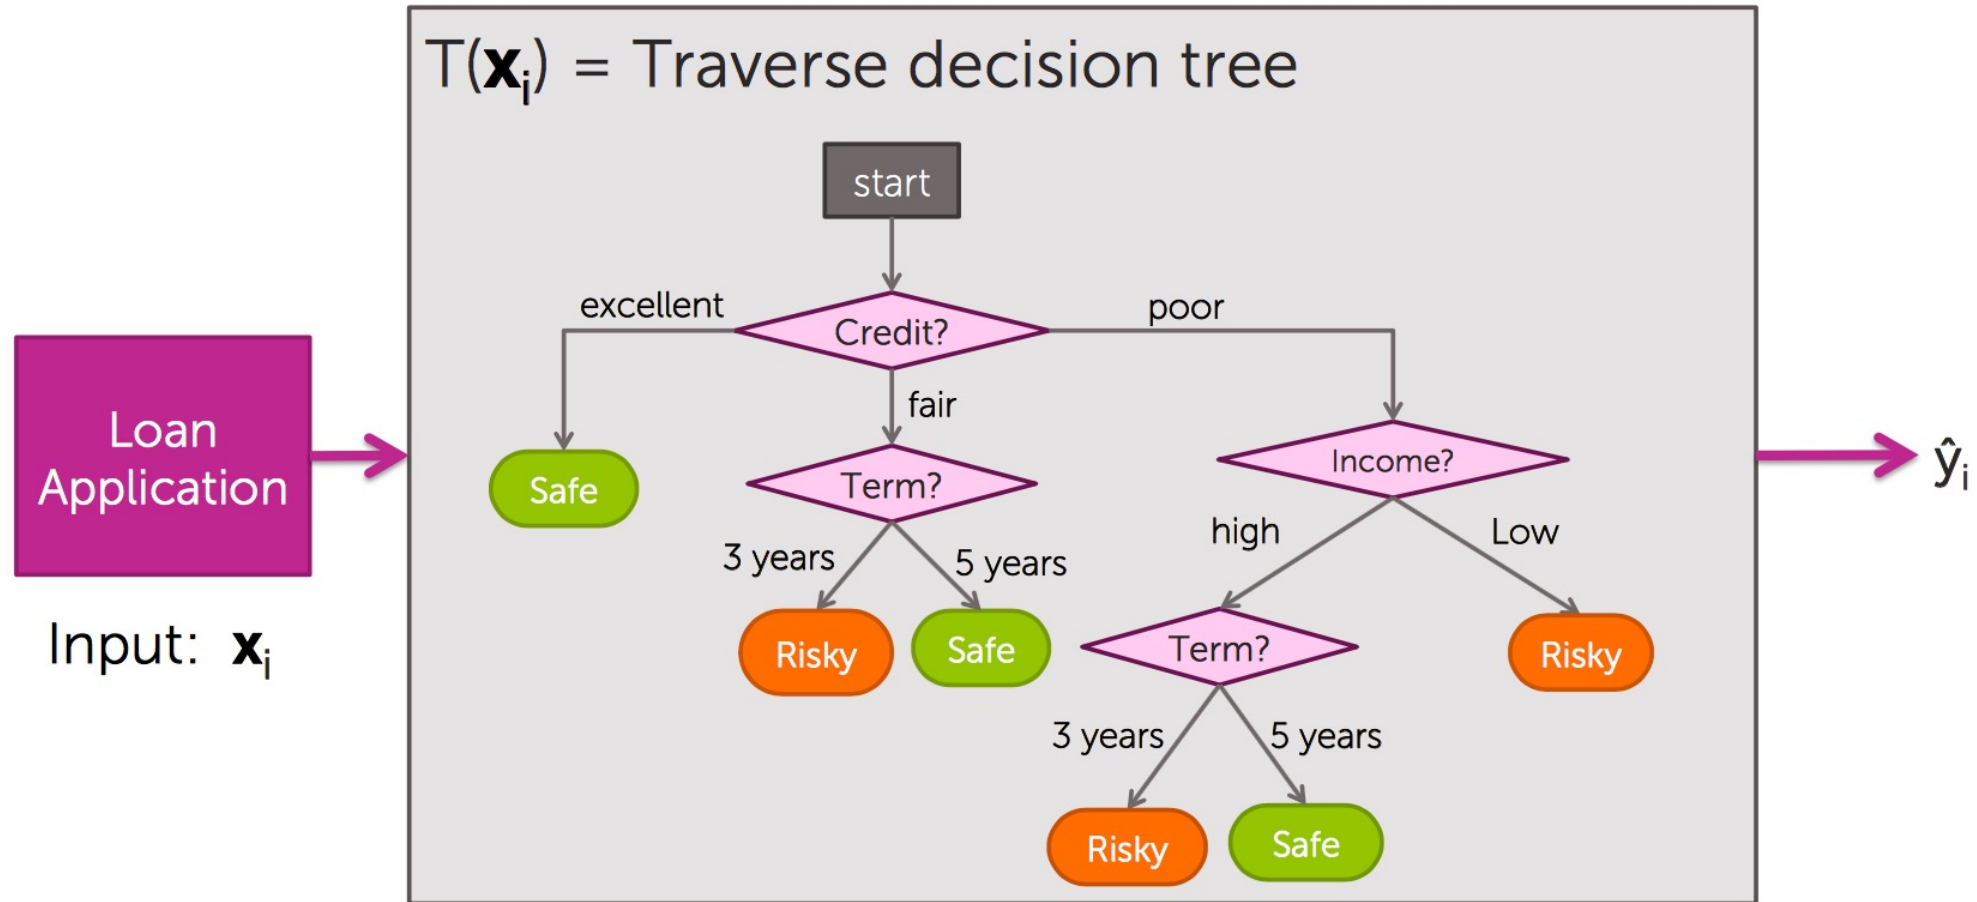 T(xᵢ) = Traverse decision tree
start
excellent
Credit?
poor
fair
Loan
Application
Input: xᵢ
Safe
Term?
Income?
ŷᵢ
3 years
5 years
high
Low
Risky
Safe
Term?
Risky
3 years
5 years
Risky
Safe